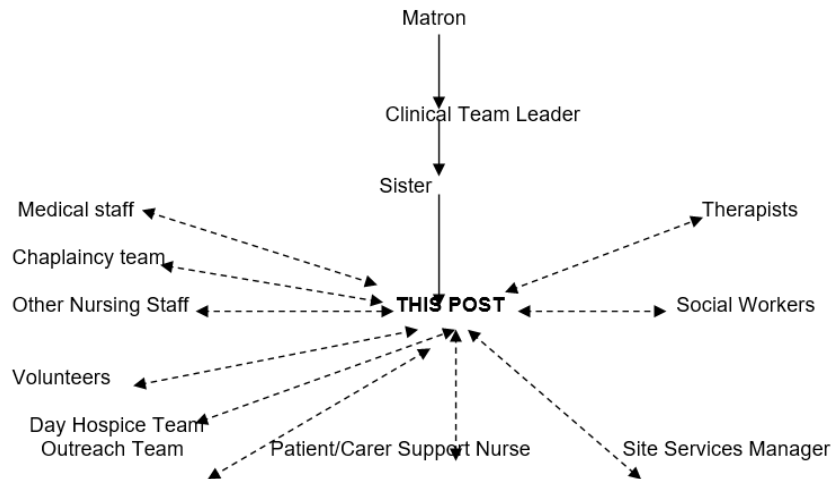 Matron
Clinical Team Leader
Sister
Medical staff
Therapists
Chaplaincy team
Other Nursing Staff
THIS POST
Social Workers
Volunteers
Day Hospice Team
Outreach Team
Patient/Carer Support Nurse
Site Services Manager